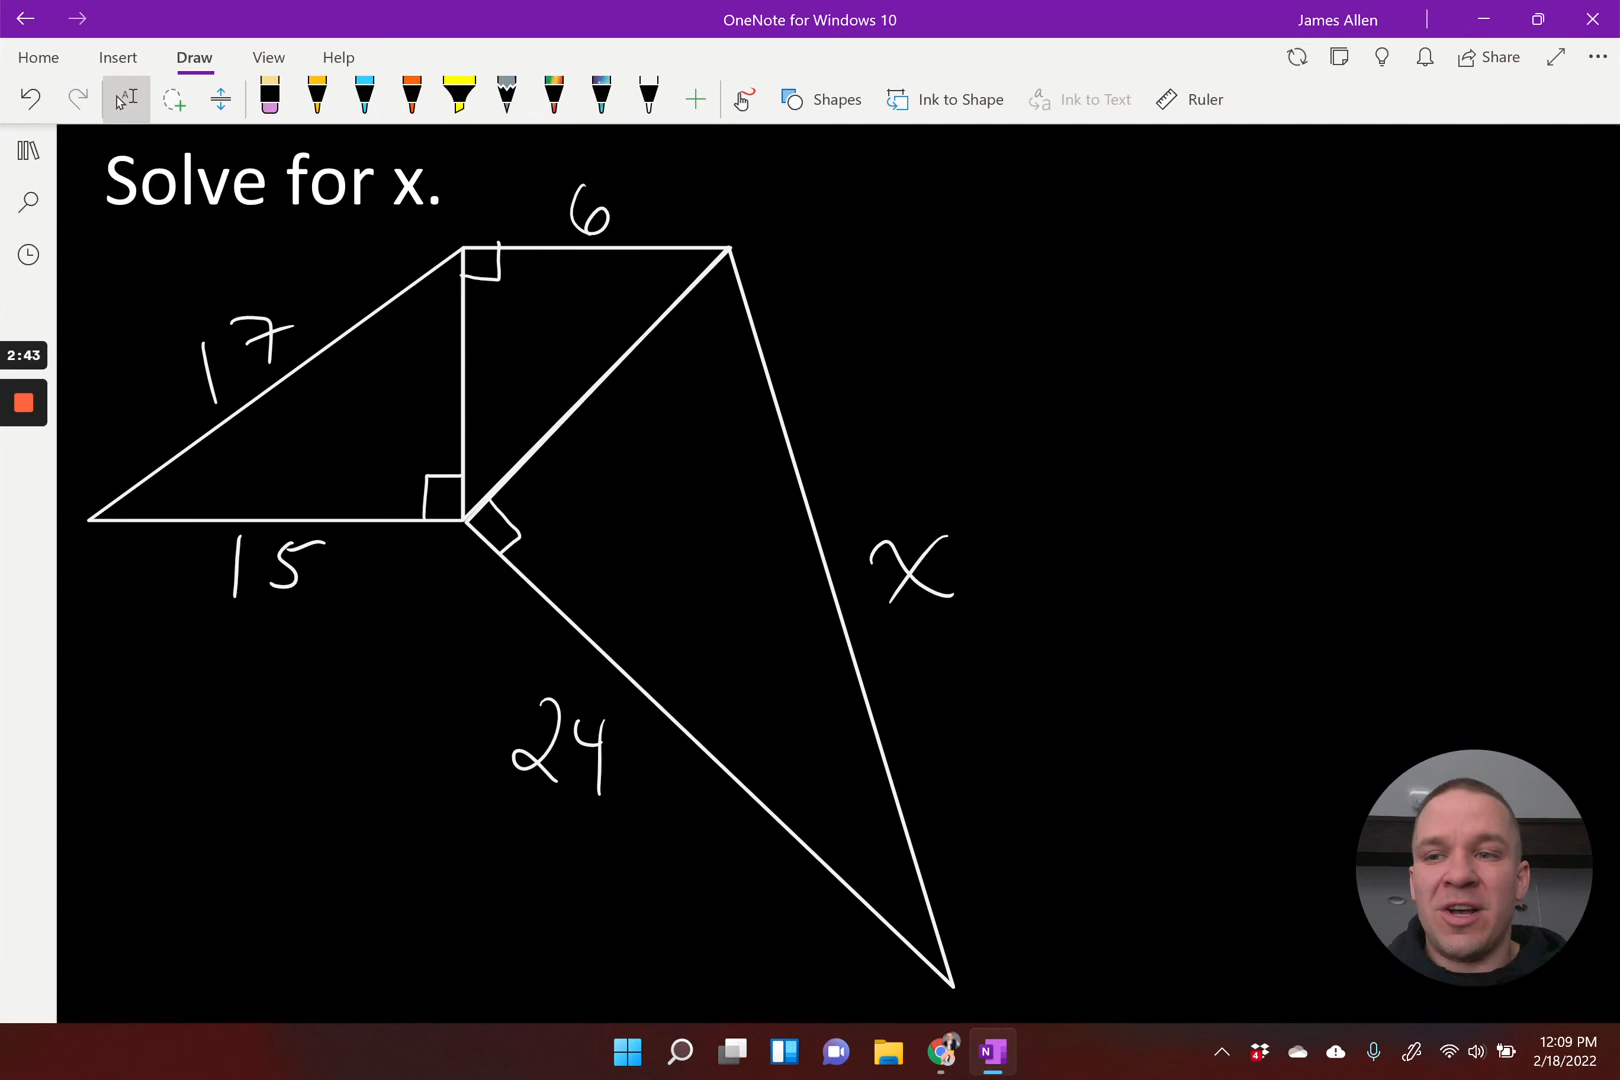 OneNote for Windows 10
James Allen
Home Insert Draw View Help
Share
Shapes Ink to Shape Ink to Text Ruler
Solve for x.
6
17
2:43
15
x
24
12:09 PM
2/18/2022